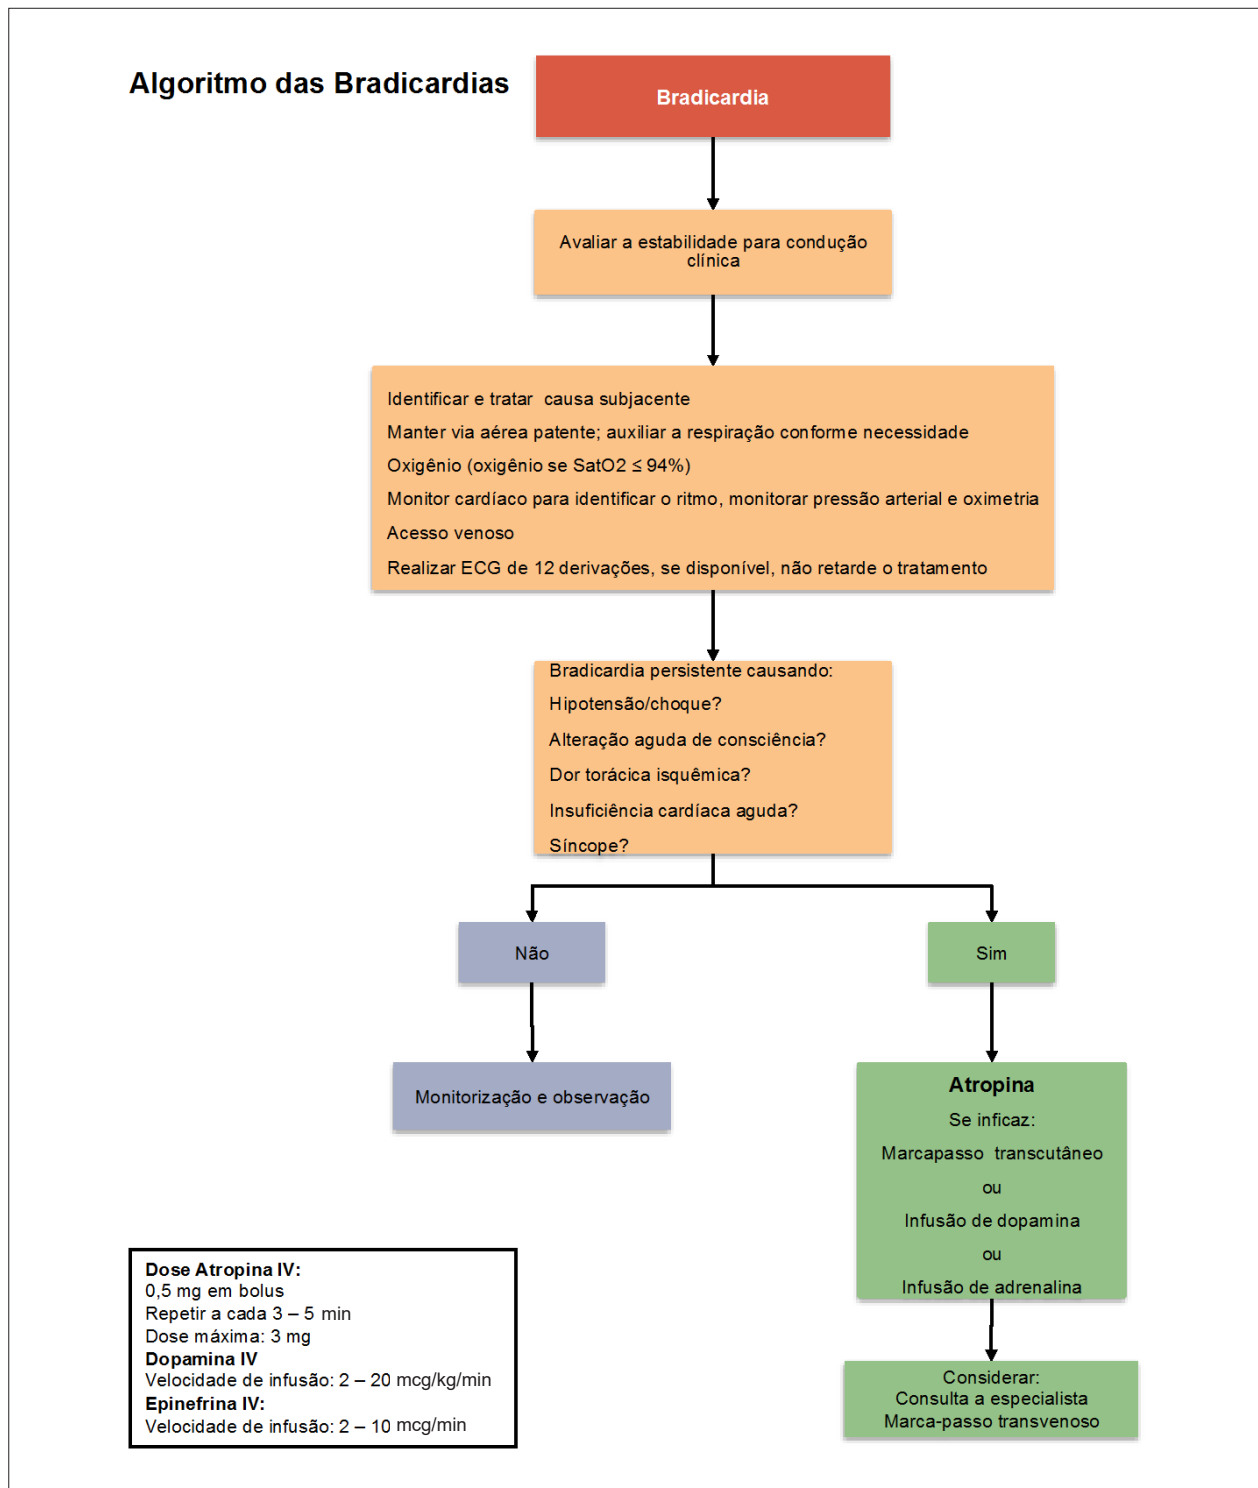 Algoritmo das Bradicardias
Bradicardia
Avaliar a estabilidade para condução
clínica
Identificar e tratar causa subjacente
Manter via aérea patente; auxiliar a respiração conforme necessidade
Oxigênio (oxigênio se SatO2 ≤ 94%)
Monitor cardíaco para identificar o ritmo, monitorar pressão arterial e oximetria
Acesso venoso
Realizar ECG de 12 derivações, se disponível, não retarde o tratamento
Bradicardia persistente causando:
Hipotensão/choque?
Alteração aguda de consciência?
Dor torácica isquêmica?
Insuficiência cardíaca aguda?
Síncope?
Não
Sim
Monitorização e observação
Atropina
Se inficaz:
Marcapasso transcutâneo
ou
Infusão de dopamina
ou
Infusão de adrenalina
Considerar:
Consulta a especialista
Marca-passo transvenoso
Dose Atropina IV:
0,5 mg em bolus
Repetir a cada 3 – 5 min
Dose máxima: 3 mg
Dopamina IV
Velocidade de infusão: 2 – 20 mcg/kg/min
Epinefrina IV:
Velocidade de infusão: 2 – 10 mcg/min